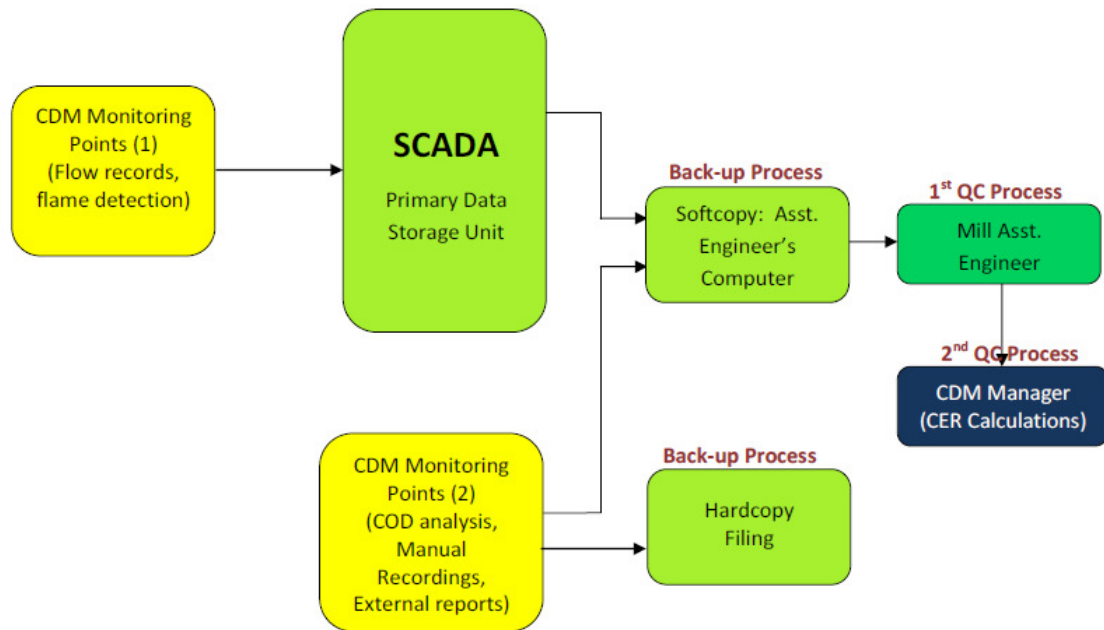 CDM Monitoring
Points (1)
(Flow records,
flame detection)
SCADA
Primary Data
Storage Unit
Back-up Process
Softcopy: Asst.
Engineer's
Computer
1st QC Process
Mill Asst.
Engineer
2nd QC Process
CDM Manager
(CER Calculations)
CDM Monitoring
Points (2)
(COD analysis,
Manual
Recordings,
External reports)
Back-up Process
Hardcopy
Filing